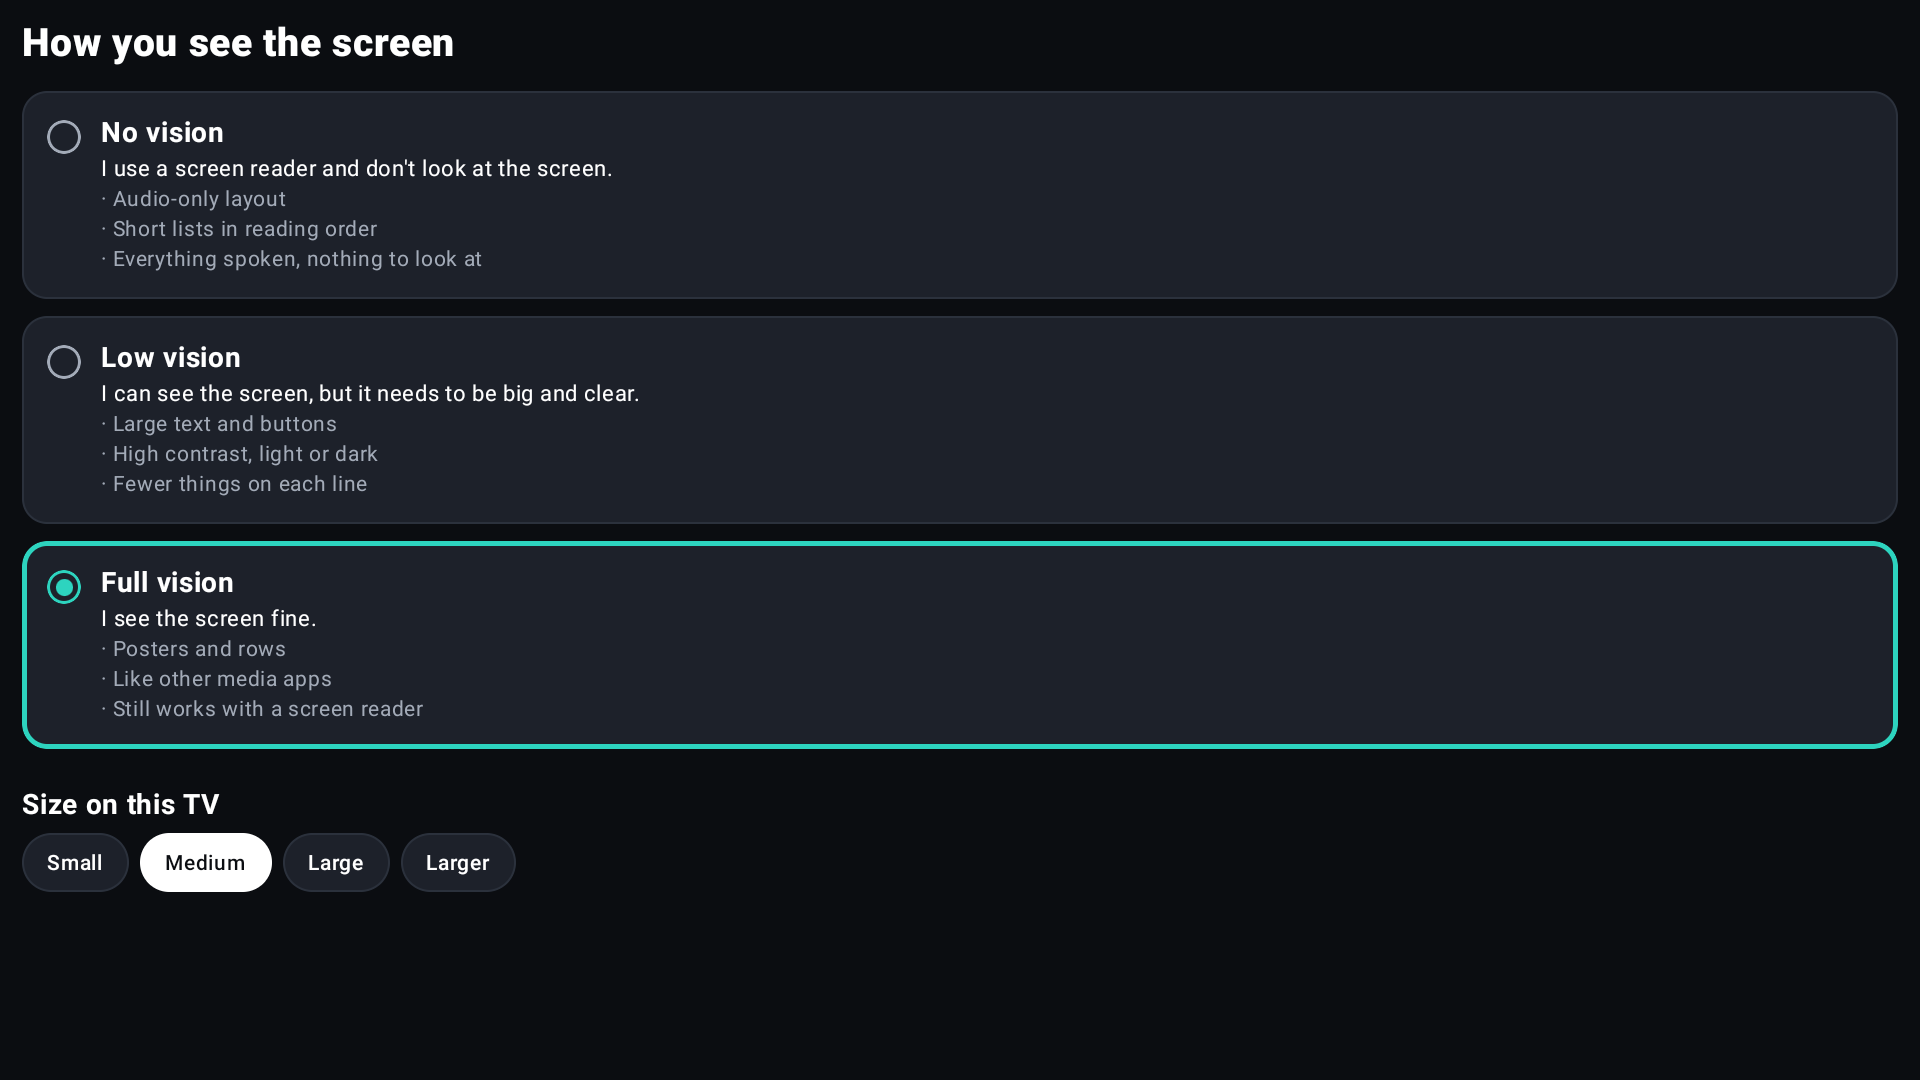 How you see the screen
No vision
I use a screen reader and don't look at the screen.
· Audio-only layout
· Short lists in reading order
· Everything spoken, nothing to look at
Low vision
I can see the screen, but it needs to be big and clear.
· Large text and buttons
· High contrast, light or dark
· Fewer things on each line
Full vision
I see the screen fine.
· Posters and rows
· Like other media apps
· Still works with a screen reader
Size on this TV
Small Medium Large Larger